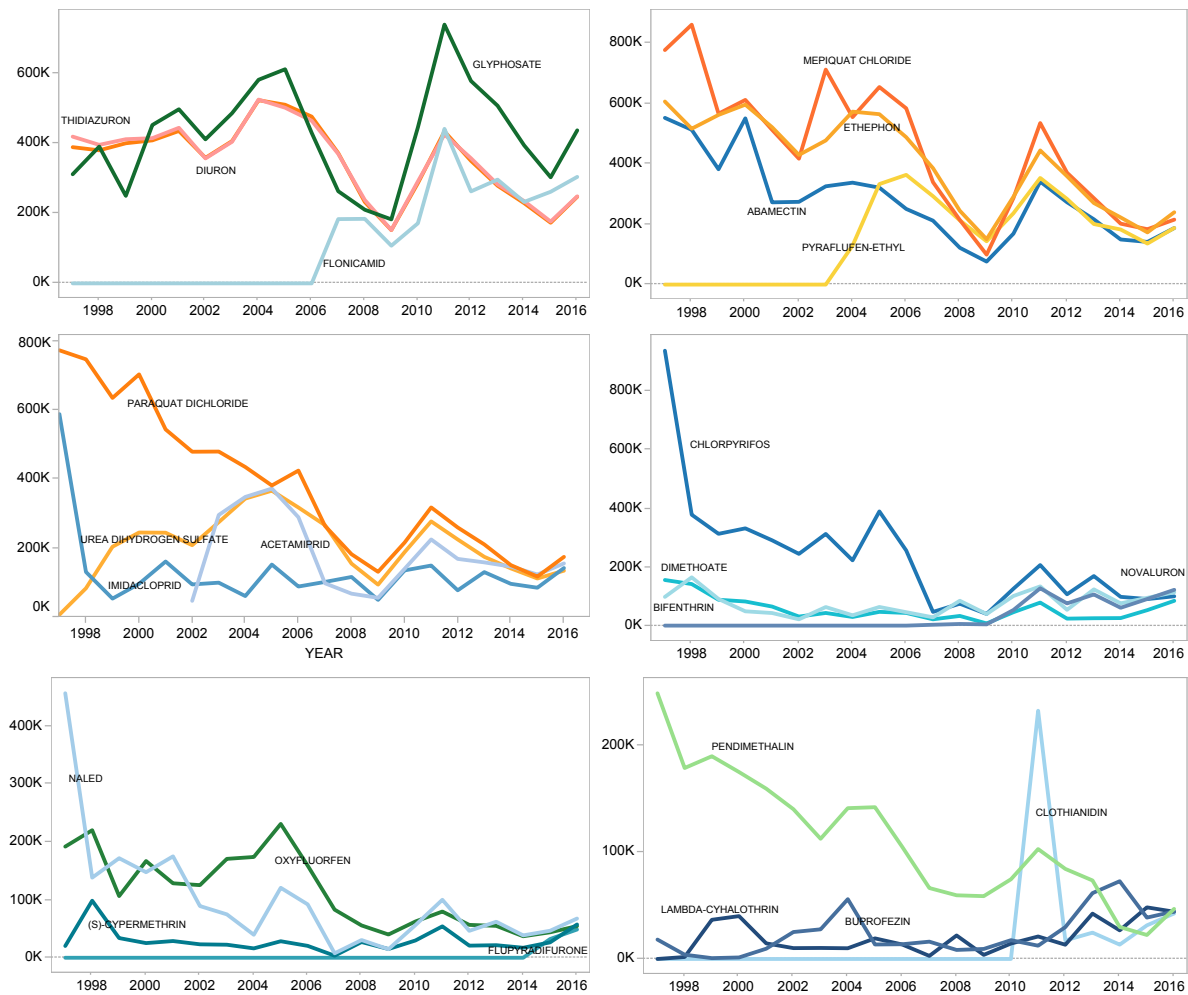 600K
400K
200K
0K
THIDIAZURON
DIURON
GLYPHOSATE
FLONICAMID
1998 2000 2002 2004 2006 2008 2010 2012 2014 2016
800K
600K
400K
200K
0K
MEPIQUAT CHLORIDE
ETHEPHON
ABAMECTIN
PYRAFLUFEN-ETHYL
1998 2000 2002 2004 2006 2008 2010 2012 2014 2016
800K
600K
400K
200K
0K
PARAQUAT DICHLORIDE
UREA DIHYDROGEN SULFATE
ACETAMIPRID
IMIDACLOPRID
1998 2000 2002 2004 2006 2008 2010 2012 2014 2016
YEAR
800K
600K
400K
200K
0K
CHLORPYRIFOS
DIMETHOATE
NOVALURON
BIFENTHRIN
1998 2000 2002 2004 2006 2008 2010 2012 2014 2016
400K
300K
200K
100K
0K
NALED
OXYFLUORFEN
(S)-CYPERMETHRIN
FLUPYRADIFURONE
1998 2000 2002 2004 2006 2008 2010 2012 2014 2016
200K
100K
0K
PENDIMETHALIN
CLOTHIANIDIN
LAMBDA-CYHALOTHRIN
BUPROFEZIN
1998 2000 2002 2004 2006 2008 2010 2012 2014 2016